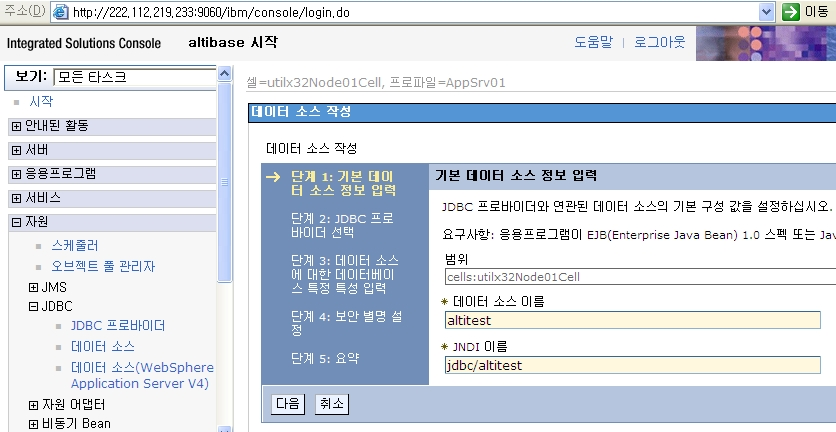 주소(D) http://222.112.219.233:9060/ibm/console/login.do 이동
Integrated Solutions Console altibase 시작 도움말 | 로그아웃
보기: 모든 타스크
시작
안내된 활동
서버
응용프로그램
서비스
자원
스케줄러
오브젝트 풀 관리자
JMS
JDBC
JDBC 프로바이더
데이터 소스
데이터 소스(WebSphere
Application Server V4)
자원 어댑터
비동기 Bean
셀=utilx32Node01Cell, 프로파일=AppSrv01
데이터 소스 작성
데이터 소스 작성
단계 1: 기본 데이
터 소스 정보 입력
단계 2: JDBC 프로
바이더 선택
단계 3: 데이터 소스
에 대한 데이터베이
스 특정 특성 입력
단계 4: 보안 별명 설
정
단계 5: 요약
기본 데이터 소스 정보 입력
JDBC 프로바이더와 연관된 데이터 소스의 기본 구성 값을 설정하십시오.
요구사항: 응용프로그램이 EJB(Enterprise Java Bean) 1.0 스펙 또는 Jav
범위
cells:utilx32Node01Cell
* 데이터 소스 이름
altitest
* JNDI 이름
jdbc/altitest
다음 취소